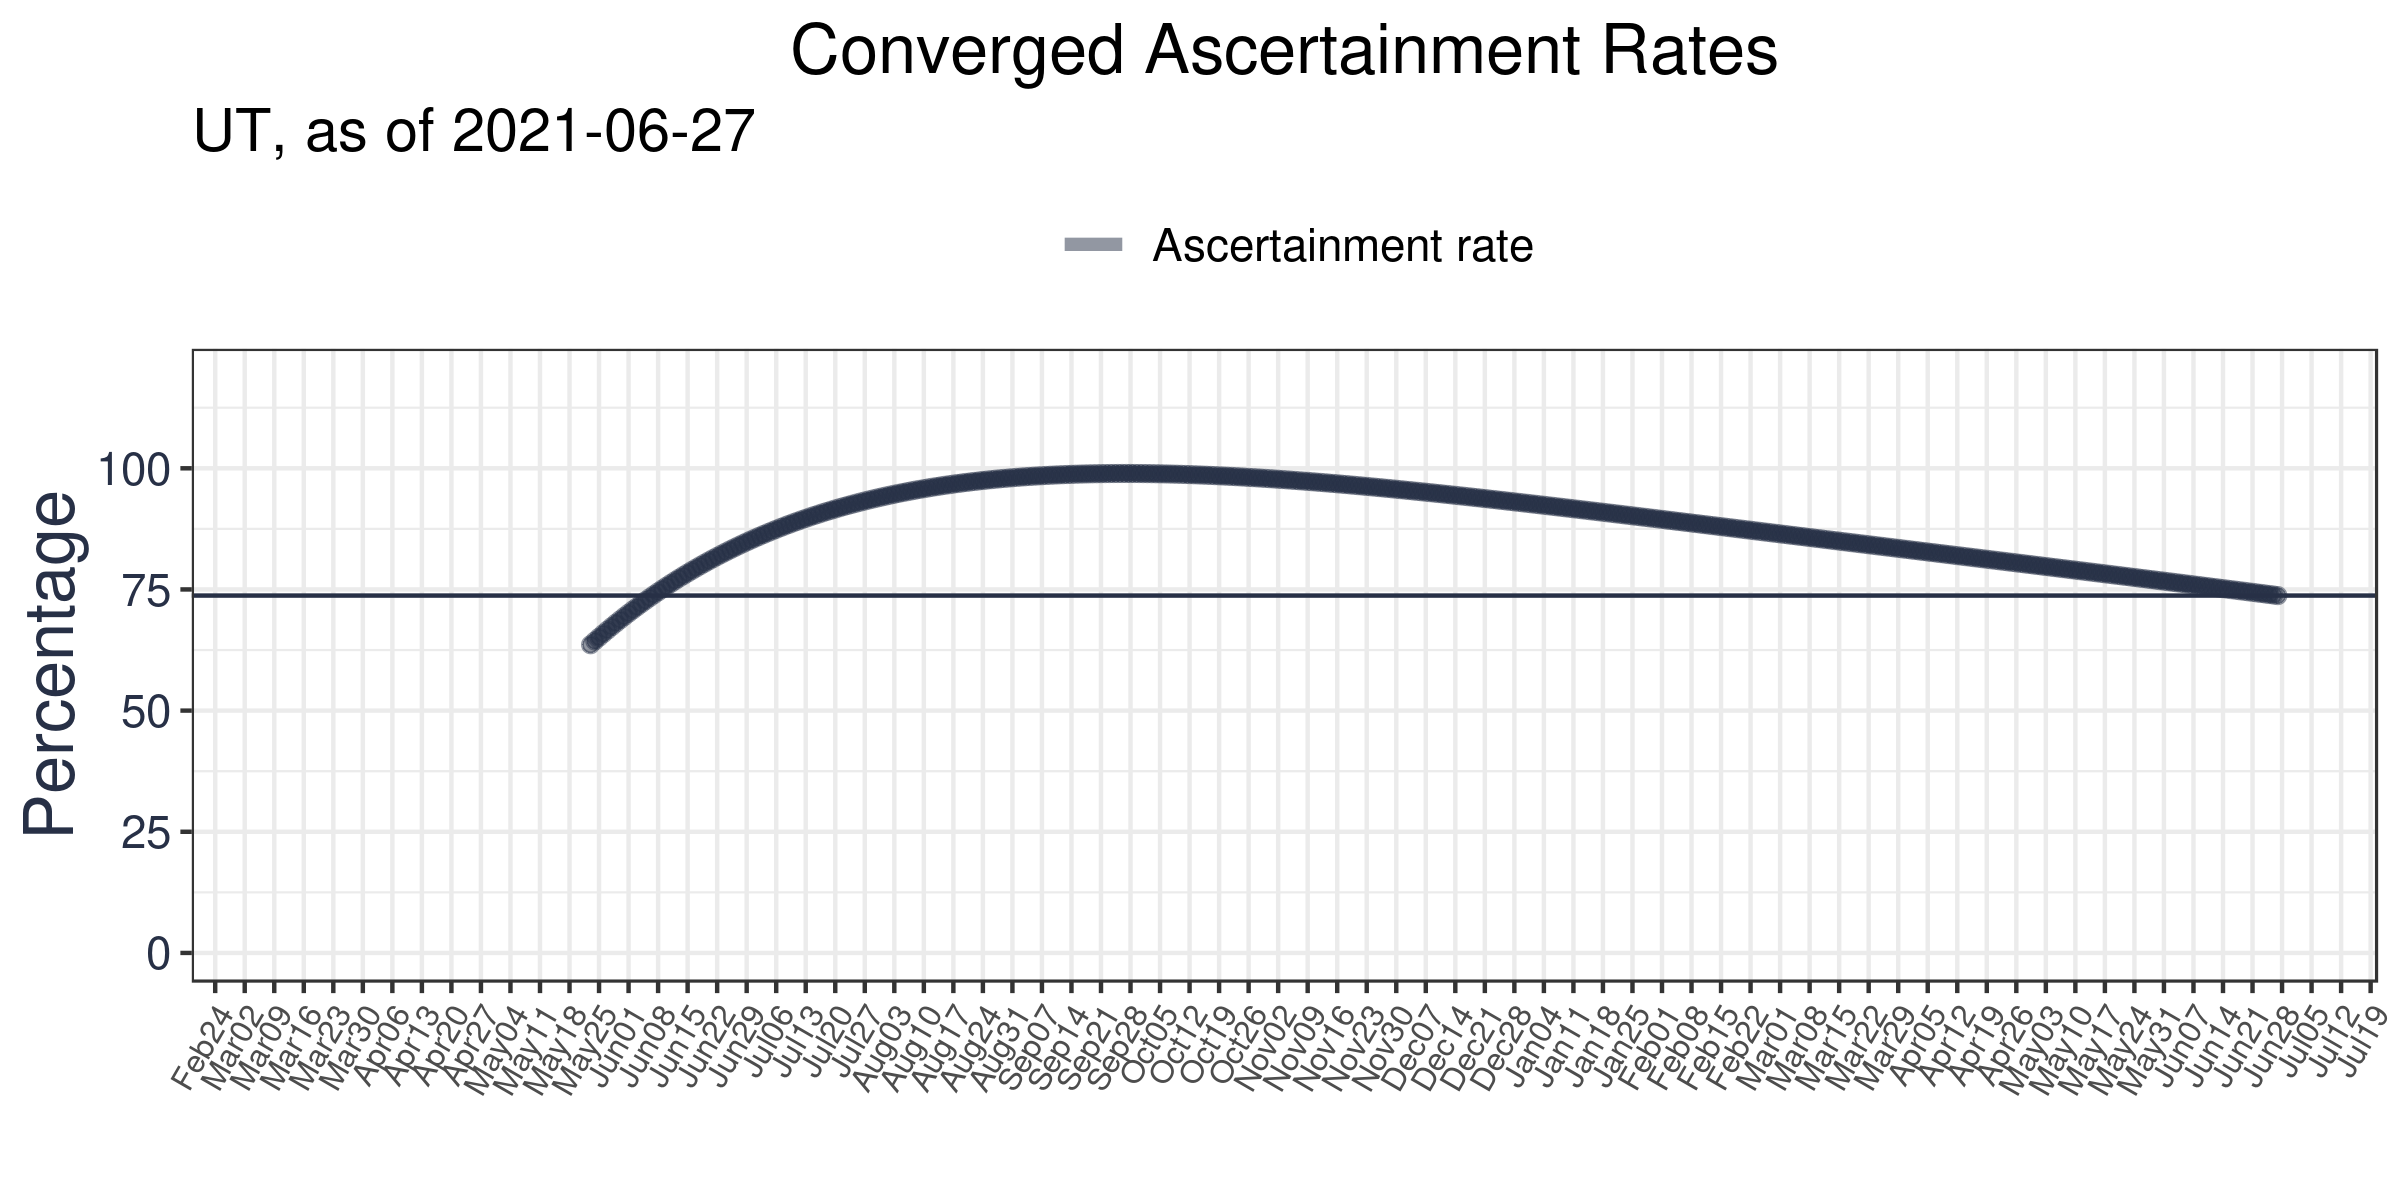 Converged Ascertainment Rates
UT, as of 2021-06-27
Ascertainment rate
Percentage
100
75
50
25
0
Feb24
Mar02
Mar09
Mar16
Mar23
Mar30
Apr06
Apr13
Apr20
Apr27
May04
May11
May18
May25
Jun01
Jun08
Jun15
Jun22
Jun29
Jul06
Jul13
Jul20
Jul27
Aug03
Aug10
Aug17
Aug24
Aug31
Sep07
Sep14
Sep21
Sep28
Oct05
Oct12
Oct19
Oct26
Nov02
Nov09
Nov16
Nov23
Nov30
Dec07
Dec14
Dec21
Dec28
Jan04
Jan11
Jan18
Jan25
Feb01
Feb08
Feb15
Feb22
Mar01
Mar08
Mar15
Mar22
Mar29
Apr05
Apr12
Apr19
Apr26
May03
May10
May17
May24
May31
Jun07
Jun14
Jun21
Jun28
Jul05
Jul12
Jul19